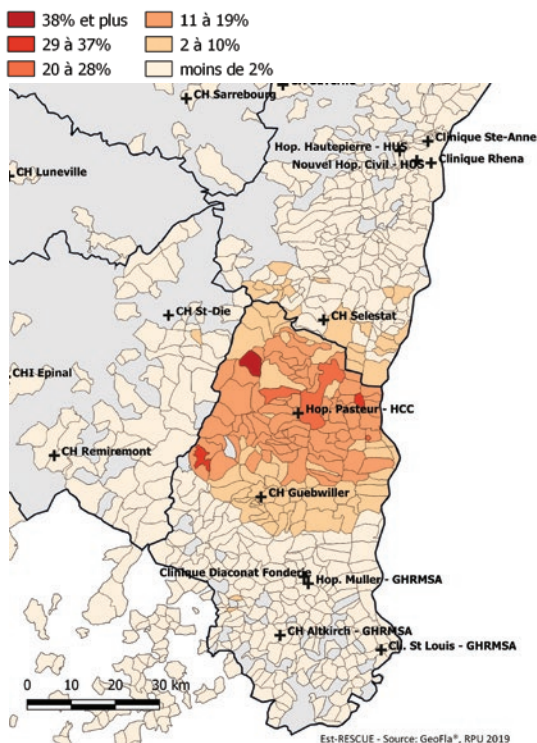 38% et plus
11 à 19%
29 à 37%
2 à 10%
20 à 28%
moins de 2%
CH Sarrebourg
Clinique Ste-Anne
Hop. Hautepierre - HUS
Nouvel Hop. Civil - HUS
Clinique Rhena
CH Luneville
CH St-Die
CH Selestat
CHI Epinal
Hop. Pasteur - HCC
CH Remiremont
CH Guebwiller
Clinique Diaconat Fonderie
Hop. Muller - GHRMSA
CH Altkirch - GHRMSA
St Louis - GHRMSA
0 10 20 30 km
Est-RESCUE - Source: GeoFla®, RPU 2019